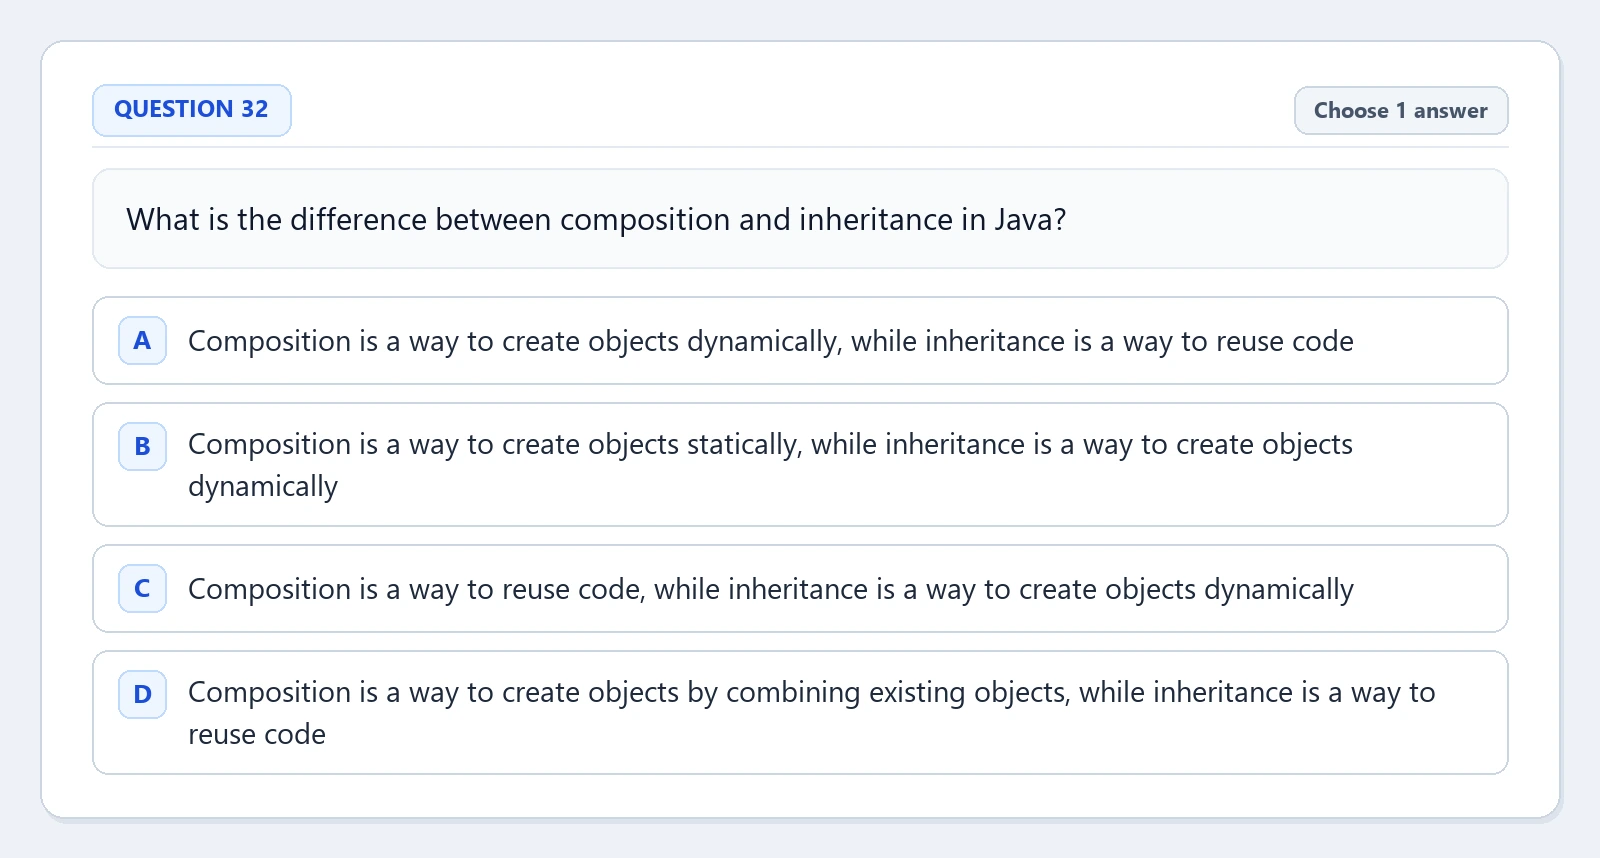 QUESTION 32
Choose 1 answer
What is the difference between composition and inheritance in Java?
A
Composition is a way to create objects dynamically, while inheritance is a way to reuse code
B
Composition is a way to create objects statically, while inheritance is a way to create objects
dynamically
C
Composition is a way to reuse code, while inheritance is a way to create objects dynamically
D
Composition is a way to create objects by combining existing objects, while inheritance is a way to
reuse code